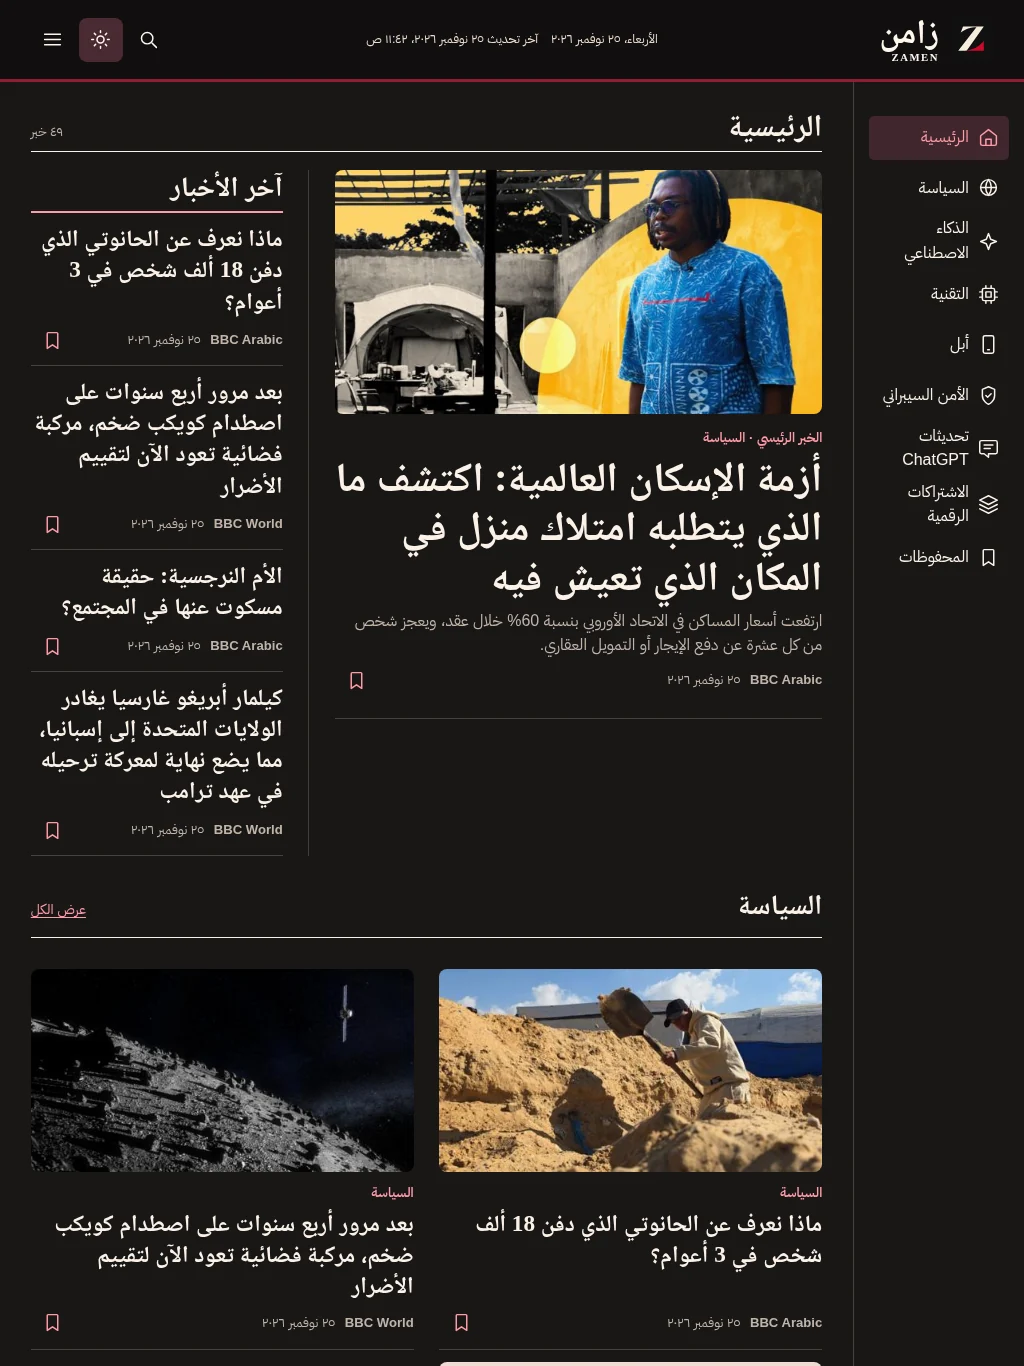 زامن
ZAMEN
الأربعاء، ٢٥ نوفمبر ٢٠٢٦
آخر تحديث ٢٥ نوفمبر ٢٠٢٦، ١١:٤٢ ص
الرئيسية
السياسة
الذكاء
الاصطناعي
التقنية
أبل
الأمن السيبراني
تحديثات
ChatGPT
الاشتراكات
الرقمية
المحفوظات
الرئيسية
٤٩ خبر
الخبر الرئيسي · السياسة
أزمة الإسكان العالمية: اكتشف ما
الذي يتطلبه امتلاك منزل في
المكان الذي تعيش فيه
ارتفعت أسعار المساكن في الاتحاد الأوروبي بنسبة 60% خلال عقد، ويعجز شخص
من كل عشرة عن دفع الإيجار أو التمويل العقاري.
BBC Arabic ٢٥ نوفمبر ٢٠٢٦
آخر الأخبار
ماذا نعرف عن الحانوتي الذي
دفن 18 ألف شخص في 3
أعوام؟
BBC Arabic ٢٥ نوفمبر ٢٠٢٦
بعد مرور أربع سنوات على
اصطدام كويكب ضخم، مركبة
فضائية تعود الآن لتقييم
الأضرار
BBC World ٢٥ نوفمبر ٢٠٢٦
الأم النرجسية: حقيقة
مسكوت عنها في المجتمع؟
BBC Arabic ٢٥ نوفمبر ٢٠٢٦
كيلمار أبريغو غارسيا يغادر
الولايات المتحدة إلى إسبانيا،
مما يضع نهاية لمعركة ترحيله
في عهد ترامب
BBC World ٢٥ نوفمبر ٢٠٢٦
السياسة
عرض الكل
السياسة
ماذا نعرف عن الحانوتي الذي دفن 18 ألف
شخص في 3 أعوام؟
BBC Arabic ٢٥ نوفمبر ٢٠٢٦
السياسة
بعد مرور أربع سنوات على اصطدام كويكب
ضخم، مركبة فضائية تعود الآن لتقييم
الأضرار
BBC World ٢٥ نوفمبر ٢٠٢٦